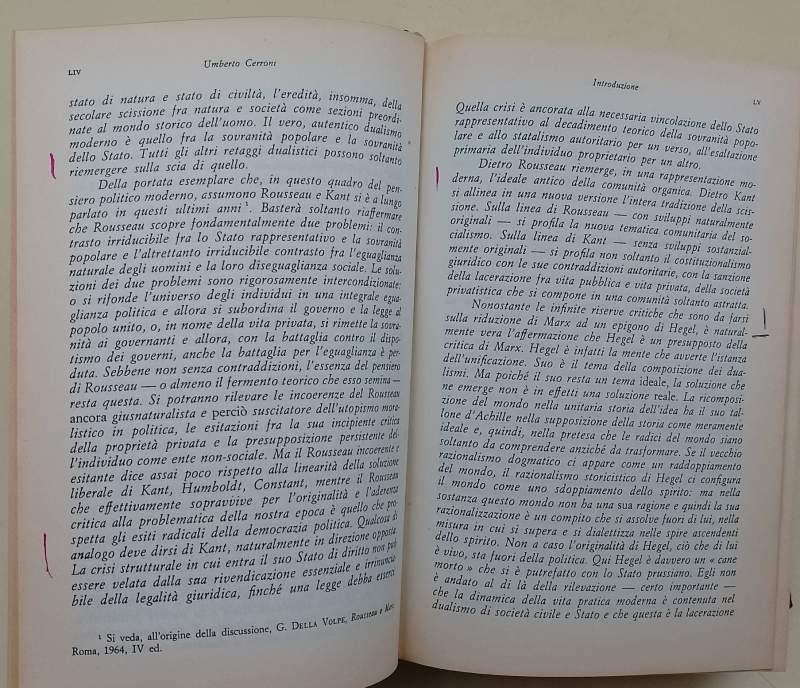 LIV
Umberto Cerroni
stato di natura e stato di civiltà, l'eredità, insomma, della
secolare scissione fra natura e società come sezioni preordi-
nate al mondo storico dell'uomo. Il vero, autentico dualismo
moderno è quello fra la sovranità popolare e la sovranità
dello Stato. Tutti gli altri retaggi dualistici possono soltanto
riemergere sulla scia di quello.
Della portata esemplare che, in questo quadro del pen-
siero politico moderno, assumono Rousseau e Kant si è a lungo
parlato in questi ultimi anni¹. Basterà soltanto riaffermare
che Rousseau scopre fondamentalmente due problemi: il con-
trasto irriducibile fra lo Stato rappresentativo e la sovranità
popolare e l'altrettanto irriducibile contrasto fra l'eguaglianza
naturale degli uomini e la loro diseguaglianza sociale. Le solu-
zioni dei due problemi sono rigorosamente intercondizionate:
o si rifonde l'universo degli individui in una integrale egua-
glianza politica e allora si subordina il governo e la legge al
popolo unito, o, in nome della vita privata, si rimette la sovra-
nità ai governanti e allora, con la battaglia contro il dispo-
tismo dei governi, anche la battaglia per l'eguaglianza è per-
duta. Sebbene non senza contraddizioni, l'essenza del pensiero
di Rousseau — o almeno il fermento teorico che esso semina —
resta questa. Si potranno rilevare le incoerenze del Rousseau
ancora giusnaturalista e perciò suscitatore dell'utopismo mora-
listico in politica, le esitazioni fra la sua incipiente critica
della proprietà privata e la presupposizione persistente del-
l'individuo come ente non-sociale. Ma il Rousseau incoerente e
esitante dice assai poco rispetto alla linearità della soluzione
liberale di Kant, Humboldt, Constant, mentre il Rousseau
che effettivamente sopravvive per l'originalità e l'aderenza
critica alla problematica della nostra epoca è quello che pro-
spetta gli esiti radicali della democrazia politica. Qualcosa di
analogo deve dirsi di Kant, naturalmente in direzione opposta.
La crisi strutturale in cui entra il suo Stato di diritto non può
essere velata dalla sua rivendicazione essenziale e irrinuncia-
bile della legalità giuridica, finché una legge debba esserci
¹ Si veda, all'origine della discussione, G. DELLA VOLPE, Rousseau e Marx,
Roma, 1964, IV ed.
Introduzione
LV
Quella crisi è ancorata alla necessaria vincolazione dello Stato
rappresentativo al decadimento teorico della sovranità popo-
lare e allo statalismo autoritario per un verso, all'esaltazione
primaria dell'individuo proprietario per un altro.
Dietro Rousseau riemerge, in una rappresentazione mo-
derna, l'ideale antico della comunità organica. Dietro Kant
si allinea in una nuova versione l'intera tradizione della scis-
sione. Sulla linea di Rousseau — con sviluppi naturalmente
originali — si profila la nuova tematica comunitaria del so-
cialismo. Sulla linea di Kant — senza sviluppi sostanzial-
mente originali — si profila non soltanto il costituzionalismo
giuridico con le sue contraddizioni autoritarie, con la sanzione
della lacerazione fra vita pubblica e vita privata, della società
privatistica che si compone in una comunità soltanto astratta.
Nonostante le infinite riserve critiche che sono da farsi
sulla riduzione di Marx ad un epigono di Hegel, è natural-
mente vera l'affermazione che Hegel è un presupposto della
critica di Marx. Hegel è infatti la mente che avverte l'istanza
dell'unificazione. Suo è il tema della composizione dei dua-
lismi. Ma poiché il suo resta un tema ideale, la soluzione che
ne emerge non è in effetti una soluzione reale. La ricomposi-
zione del mondo nella unitaria storia dell'idea ha il suo tal-
lone d'Achille nella supposizione della storia come meramente
ideale e, quindi, nella pretesa che le radici del mondo siano
soltanto da comprendere anziché da trasformare. Se il vecchio
razionalismo dogmatico ci appare come un raddoppiamento
del mondo, il razionalismo storicistico di Hegel ci configura
il mondo come uno sdoppiamento dello spirito: ma nella
sostanza questo mondo non ha una sua ragione e quindi la sua
razionalizzazione è un compito che si assolve fuori di lui, nella
misura in cui si supera e si dialettizza nelle spire ascendenti
dello spirito. Non a caso l'originalità di Hegel, ciò che di lui
è vivo, sta fuori della politica. Qui Hegel è davvero un « cane
morto » che si è putrefatto con lo Stato prussiano. Egli non
è andato al di là della rilevazione — certo importante —
che la dinamica della vita pratica moderna è contenuta nel
dualismo di società civile e Stato e che questa è la lacerazione